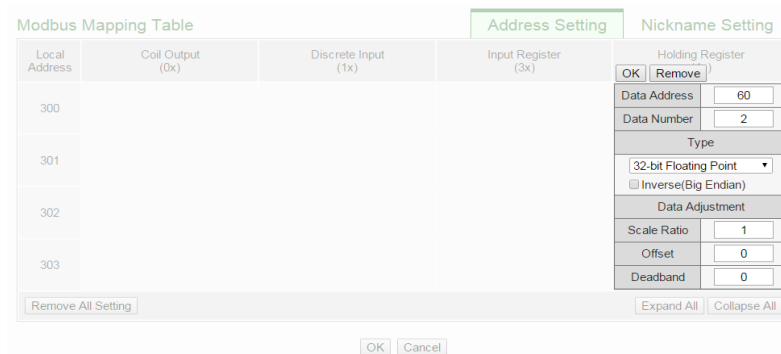 Modbus Mapping Table Address Setting Nickname Setting
Local Address Coil Output (0x) Discrete Input (1x) Input Register (3x) Holding Register
OK Remove )
300
Data Address 60
Data Number 2
Type
301
32-bit Floating Point
Inverse(Big Endian)
302
Data Adjustment
Scale Ratio 1
303
Offset 0
Deadband 0
Remove All Setting Expand All Collapse All
OK Cancel